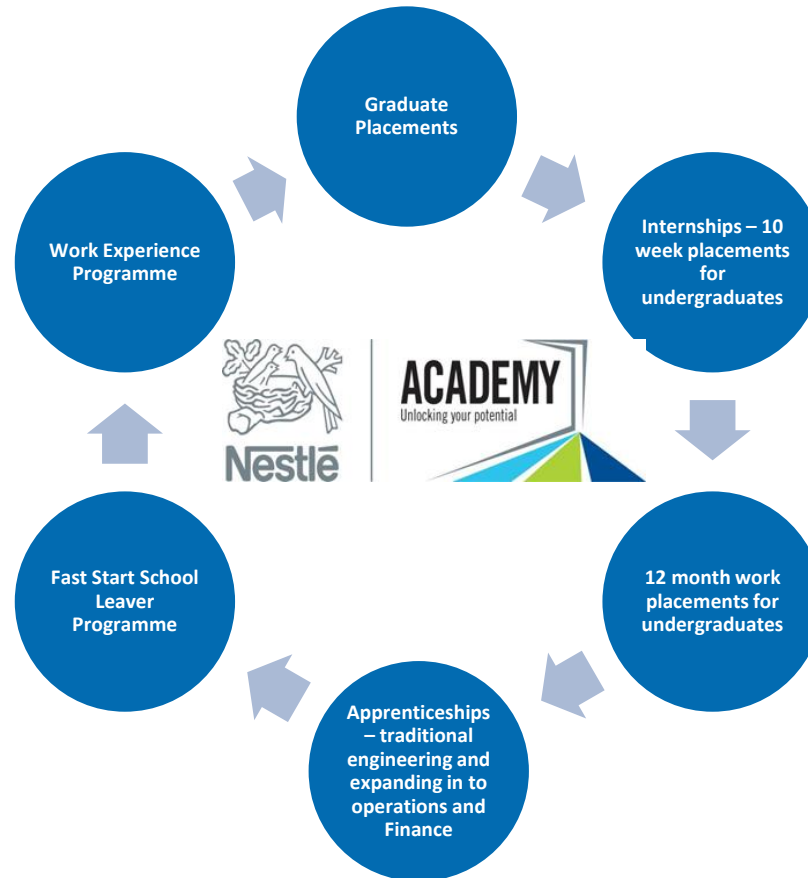 Graduate
Placements
Internships – 10
week placements
for
undergraduates
12 month work
placements for
undergraduates
Apprenticeships
– traditional
engineering and
expanding in to
operations and
Finance
Fast Start School
Leaver
Programme
Work Experience
Programme
Nestlé
ACADEMY
Unlocking your potential